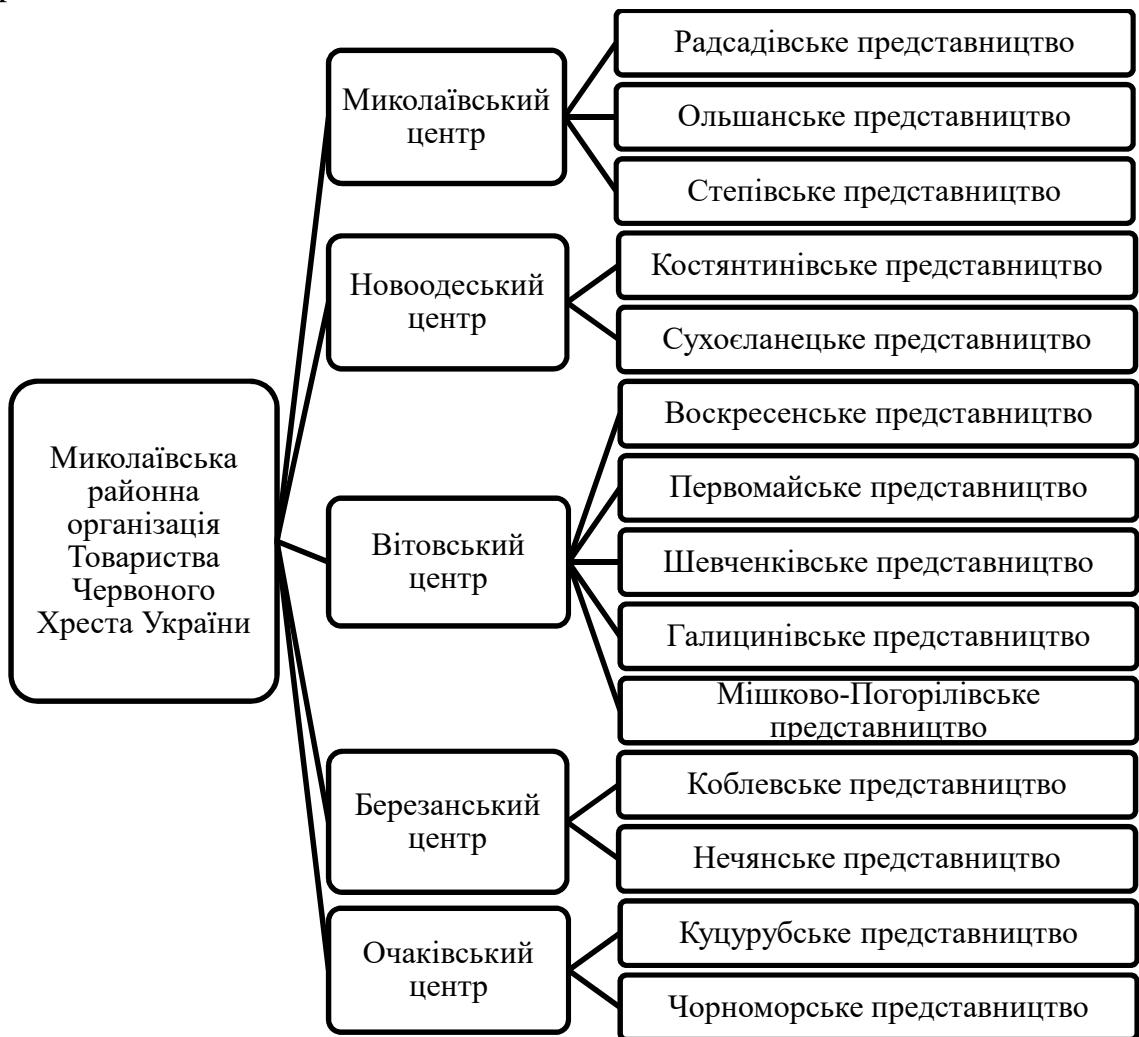 Миколаївська
районна
організація
Товариства
Червоного
Хреста України
Миколаївський
центр
Радсадівське представництво
Ольшанське представництво
Степівське представництво
Новоодеський
центр
Костянтинівське представництво
Сухоєланецьке представництво
Вітовський
центр
Воскресенське представництво
Первомайське представництво
Шевченківське представництво
Галицинівське представництво
Мішково-Погорілівське
представництво
Березанський
центр
Коблевське представництво
Нечянське представництво
Очаківський
центр
Куцурубське представництво
Чорноморське представництво